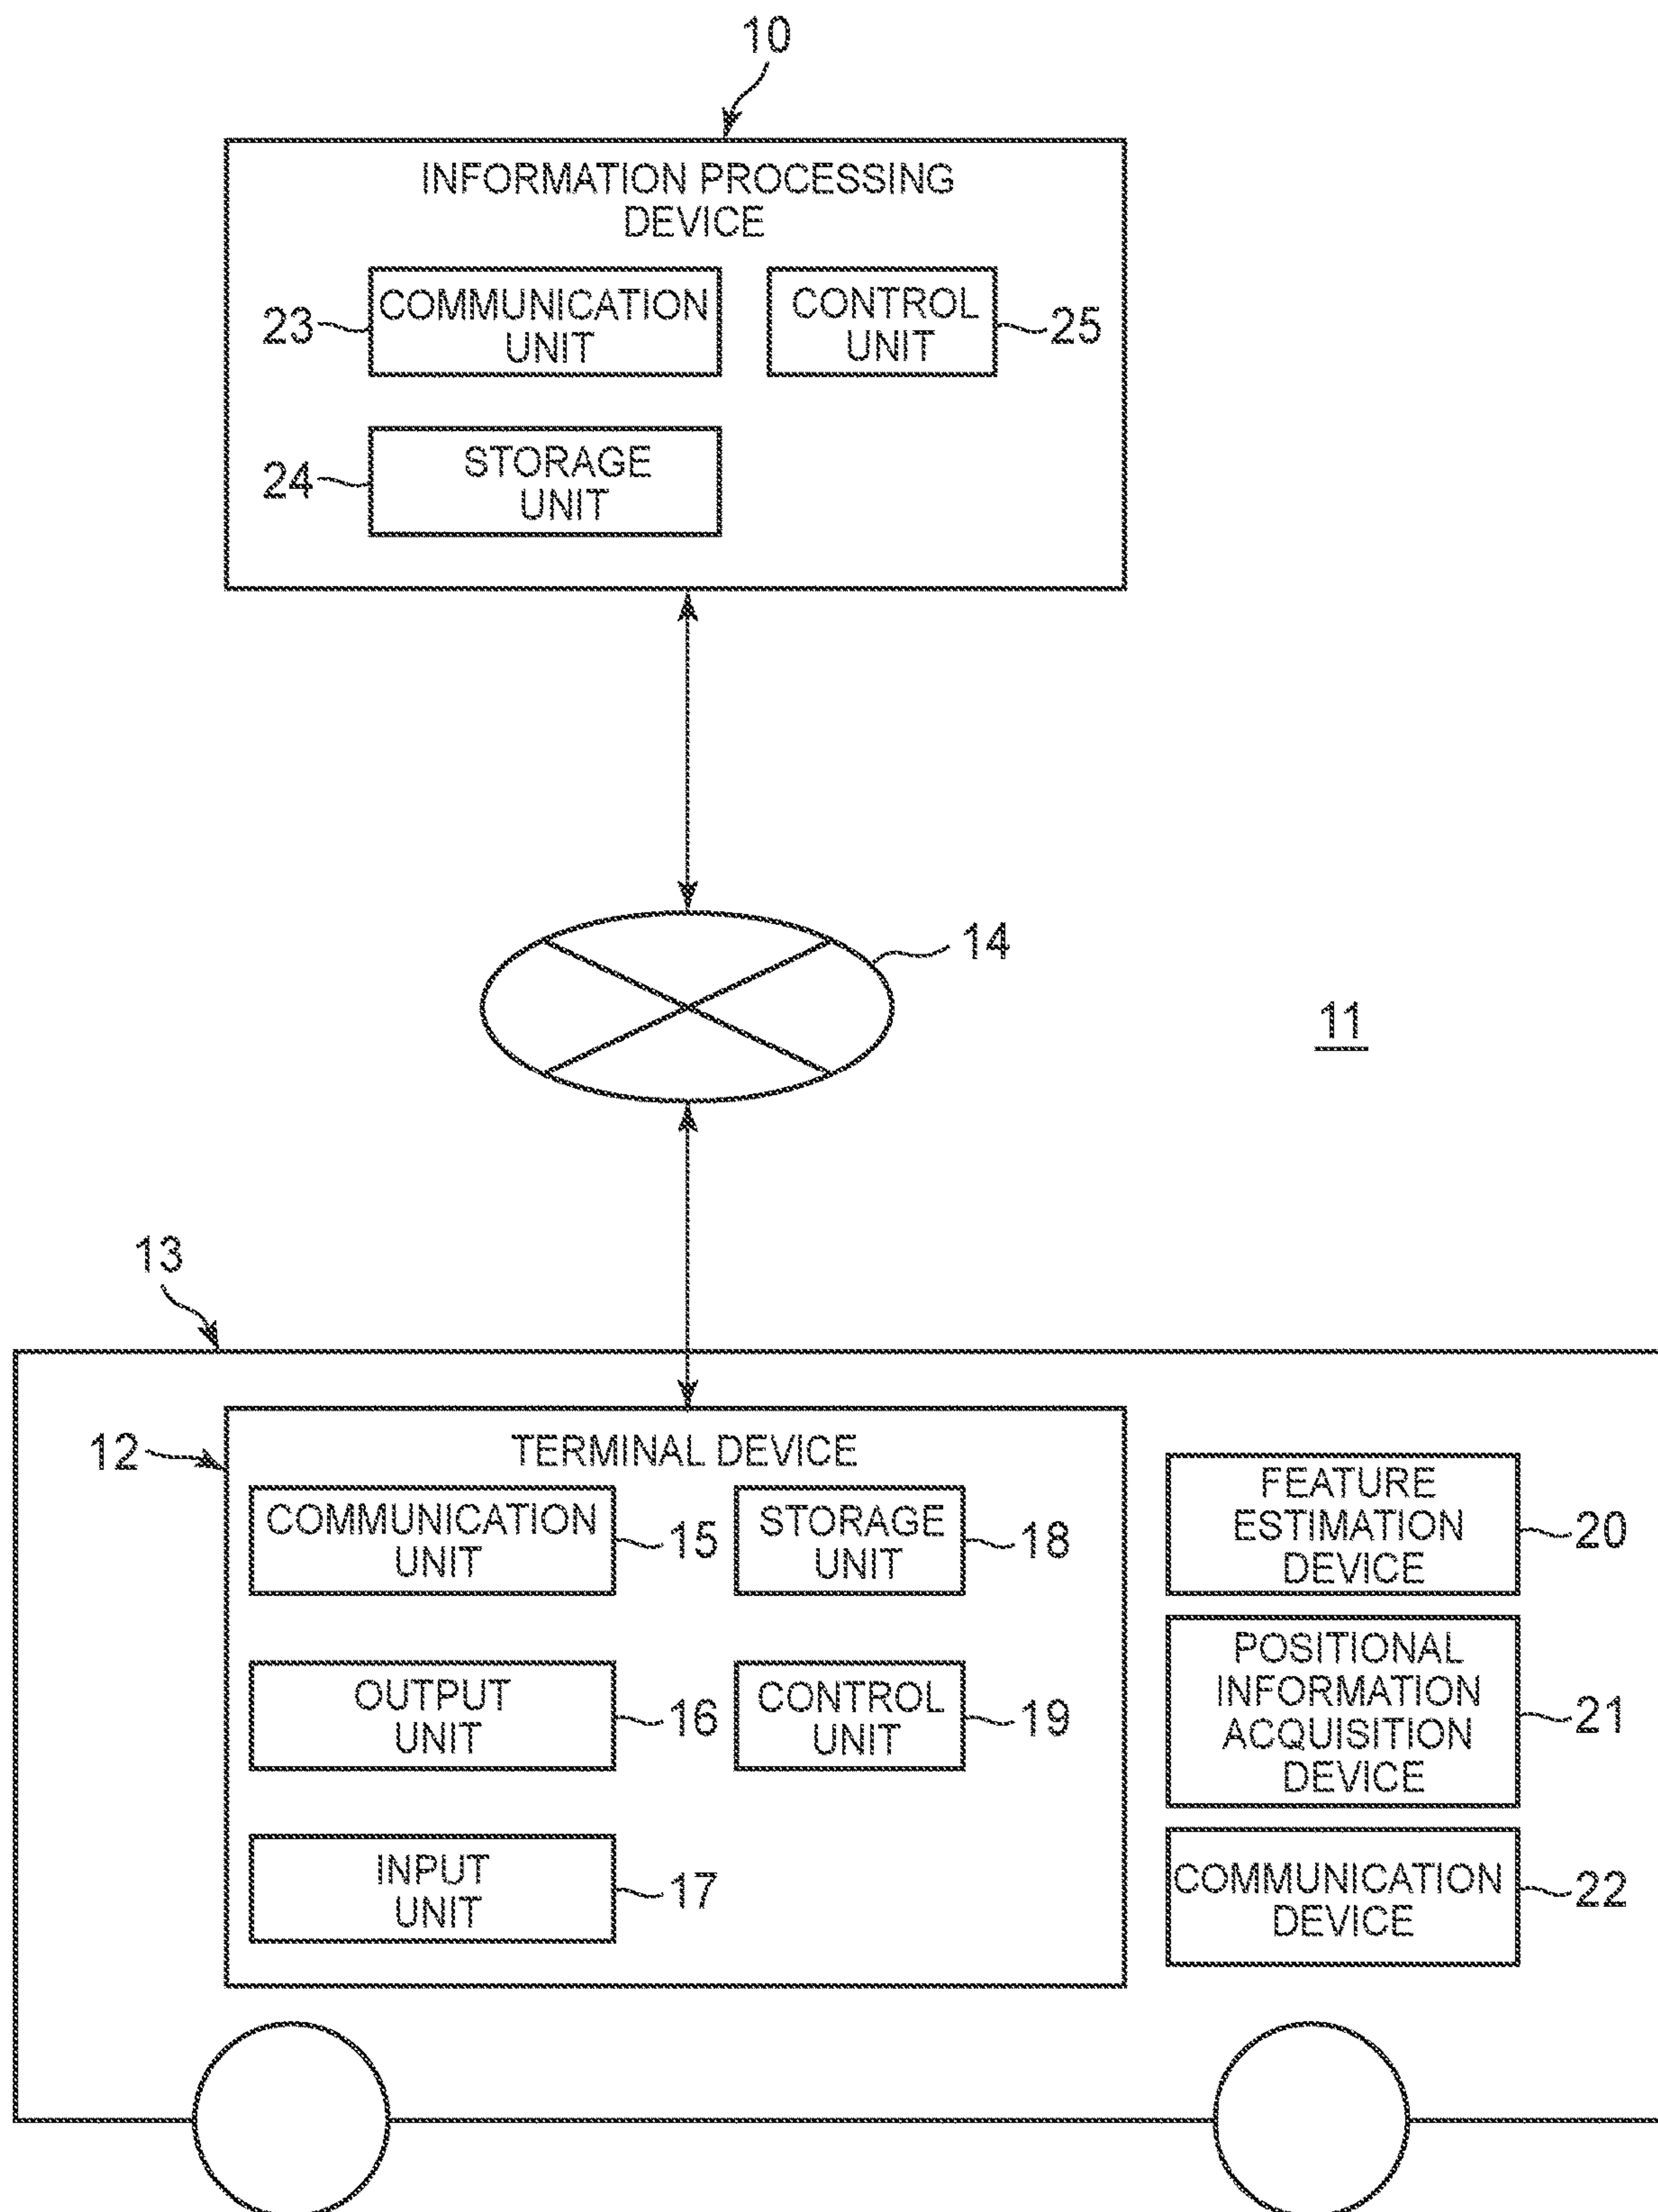 10
INFORMATION PROCESSING
DEVICE
23
COMMUNICATION
UNIT
CONTROL
UNIT
25
24
STORAGE
UNIT
14
11
13
12
TERMINAL DEVICE
COMMUNICATION
UNIT
15
STORAGE
UNIT
18
FEATURE
ESTIMATION
DEVICE
20
OUTPUT
UNIT
16
CONTROL
UNIT
19
POSITIONAL
INFORMATION
ACQUISITION
DEVICE
21
INPUT
UNIT
17
COMMUNICATION
DEVICE
22